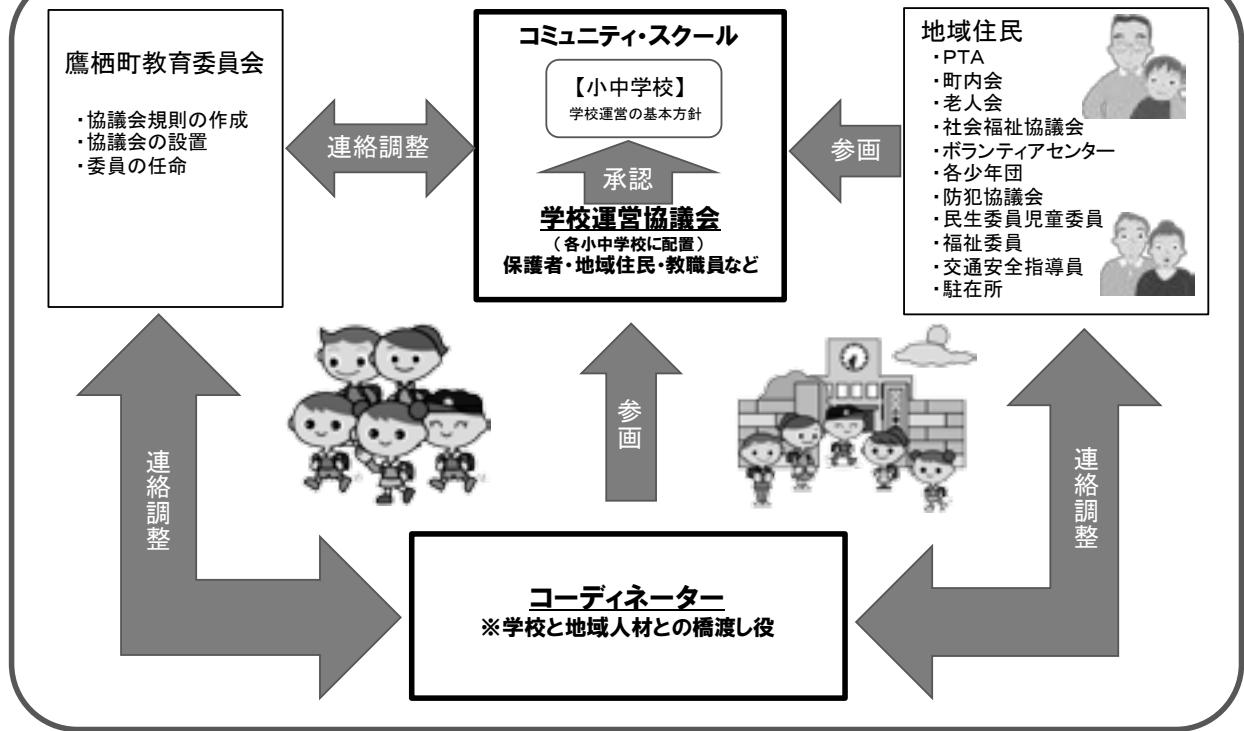 鷹栖町教育委員会
・協議会規則の作成
・協議会の設置
・委員の任命
連絡調整
コミュニティ・スクール
【小中学校】
学校運営の基本方針
承認
学校運営協議会
（各小中学校に配置）
保護者・地域住民・教職員など
参画
地域住民
・PTA
・町内会
・老人会
・社会福祉協議会
・ボランティアセンター
・各少年団
・防犯協議会
・民生委員児童委員
・福祉委員
・交通安全指導員
・駐在所
連絡調整
参画
連絡調整
コーディネーター
※学校と地域人材との橋渡し役